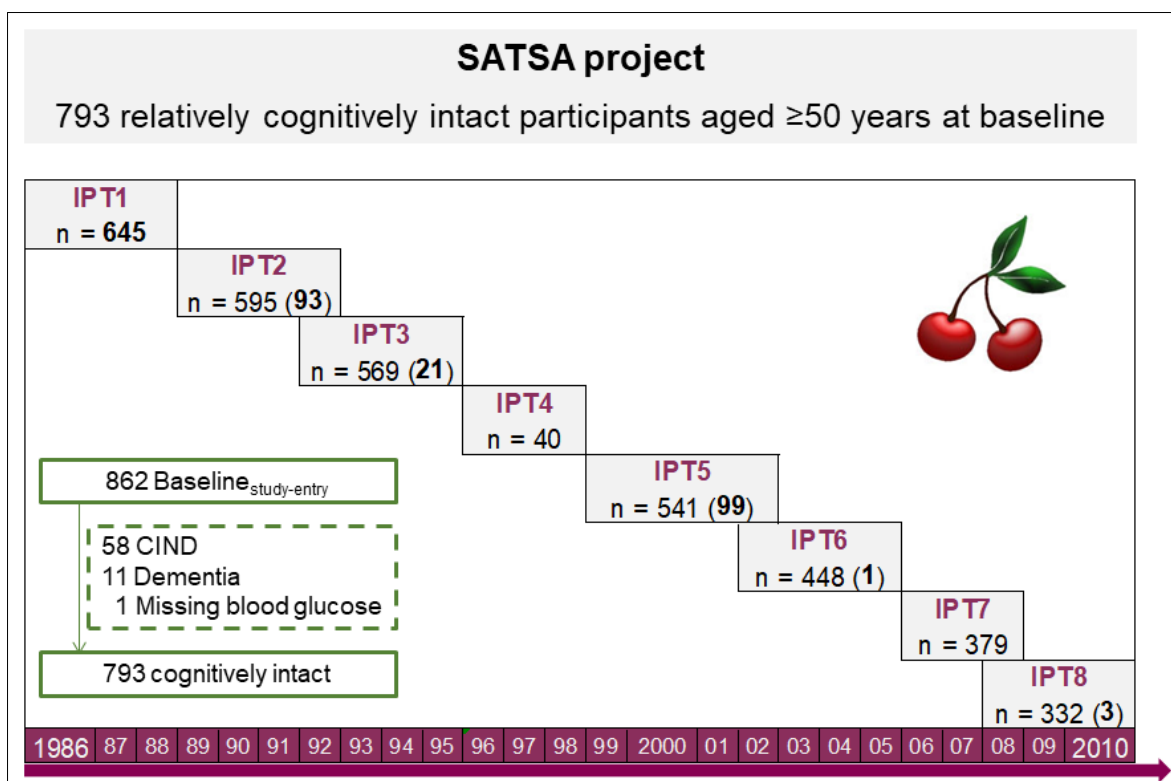 SATSA project
793 relatively cognitively intact participants aged ≥50 years at baseline
IPT1
n = 645
IPT2
n = 595 (93)
IPT3
n = 569 (21)
IPT4
n = 40
IPT5
n = 541 (99)
IPT6
n = 448 (1)
IPT7
n = 379
IPT8
n = 332 (3)
862 Baseline study-entry
58 CIND
11 Dementia
1 Missing blood glucose
793 cognitively intact
1986 87 88 89 90 91 92 93 94 95 96 97 98 99 2000 01 02 03 04 05 06 07 08 09 2010